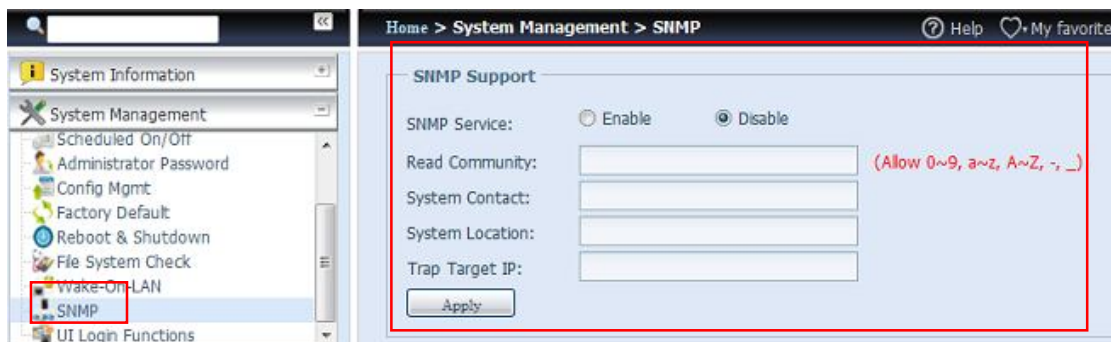 Home > System Management > SNMP
Help
My favorite
System Information
System Management
Scheduled On/Off
Administrator Password
Config Mgmt
Factory Default
Reboot & Shutdown
File System Check
Wake-On-LAN
SNMP
UI Login Functions
SNMP Support
SNMP Service: Enable Disable
Read Community: (Allow 0~9, a~z, A~Z, -, _)
System Contact:
System Location:
Trap Target IP:
Apply